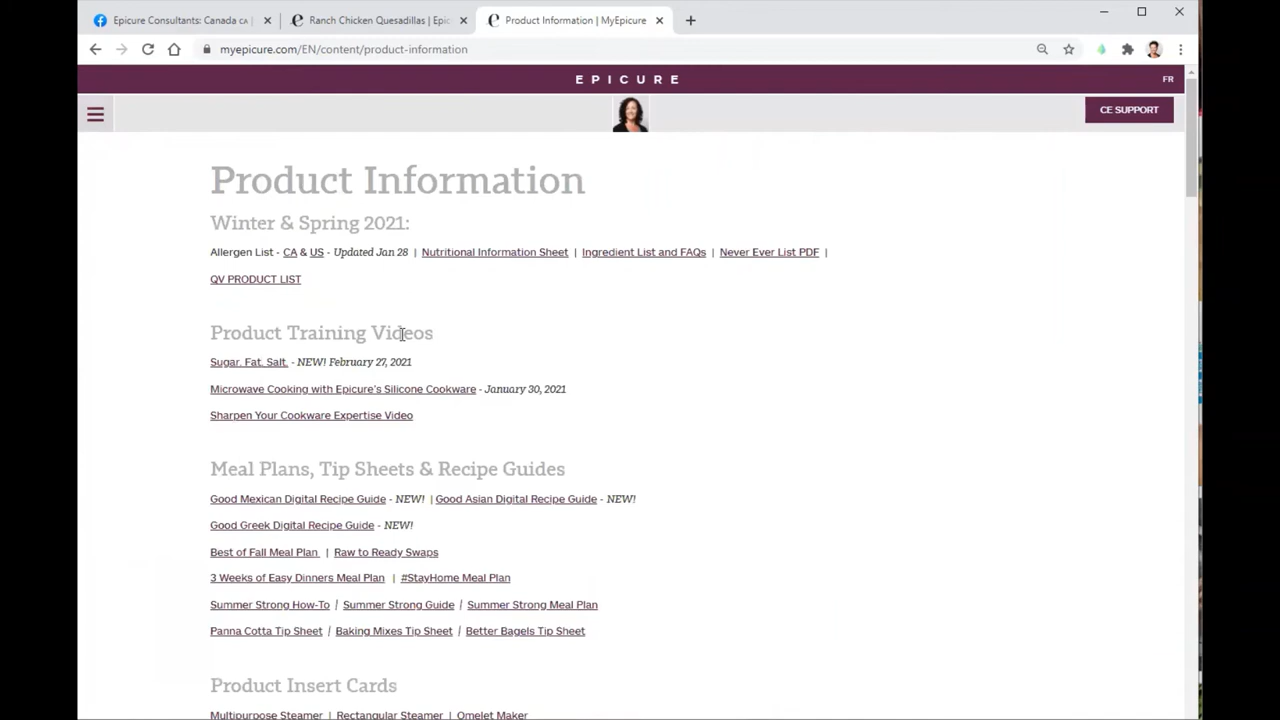 Epicure Consultants: Canada CA
Ranch Chicken Quesadillas | Epic
Product Information | MyEpicure
myepicure.com/EN/content/product-information
EPICURE
FR
CE SUPPORT
Product Information
Winter & Spring 2021:
Allergen List - CA & US - Updated Jan 28 | Nutritional Information Sheet | Ingredient List and FAQs | Never Ever List PDF |
QV PRODUCT LIST
Product Training Videos
Sugar. Fat. Salt. - NEW! February 27, 2021
Microwave Cooking with Epicure's Silicone Cookware - January 30, 2021
Sharpen Your Cookware Expertise Video
Meal Plans, Tip Sheets & Recipe Guides
Good Mexican Digital Recipe Guide - NEW! | Good Asian Digital Recipe Guide - NEW!
Good Greek Digital Recipe Guide - NEW!
Best of Fall Meal Plan | Raw to Ready Swaps
3 Weeks of Easy Dinners Meal Plan | #StayHome Meal Plan
Summer Strong How-To / Summer Strong Guide / Summer Strong Meal Plan
Panna Cotta Tip Sheet / Baking Mixes Tip Sheet / Better Bagels Tip Sheet
Product Insert Cards
Multipurpose Steamer | Rectangular Steamer | Omelet Maker